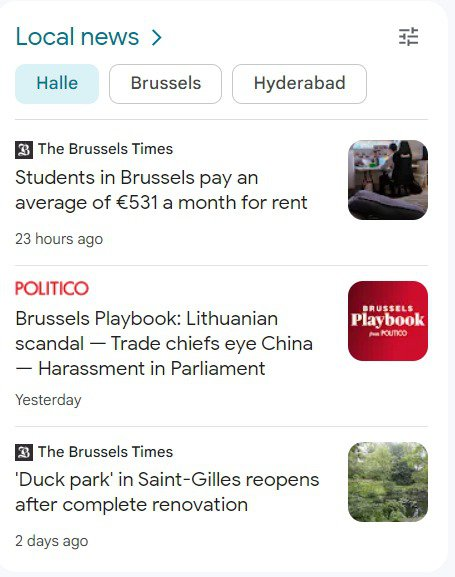 Local news
Halle
Brussels
Hyderabad
The Brussels Times
Students in Brussels pay an
average of €531 a month for rent
23 hours ago
POLITICO
Brussels Playbook: Lithuanian
scandal — Trade chiefs eye China
— Harassment in Parliament
Yesterday
BRUSSELS
Playbook
from POLITICO
The Brussels Times
'Duck park' in Saint-Gilles reopens
after complete renovation
2 days ago